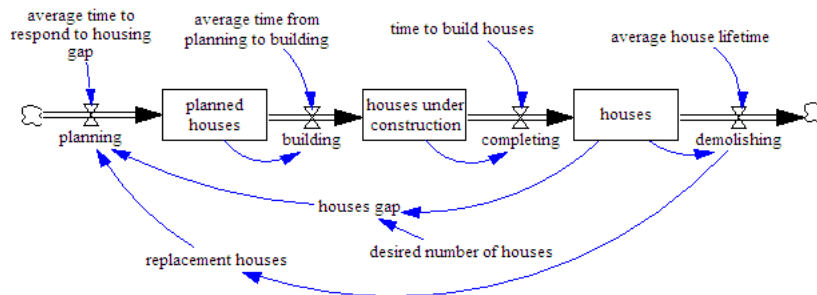 average time to
respond to housing
gap
average time from
planning to building
time to build houses
average house lifetime
planned
houses
houses under
construction
houses
planning
building
completing
demolishing
houses gap
desired number of houses
replacement houses